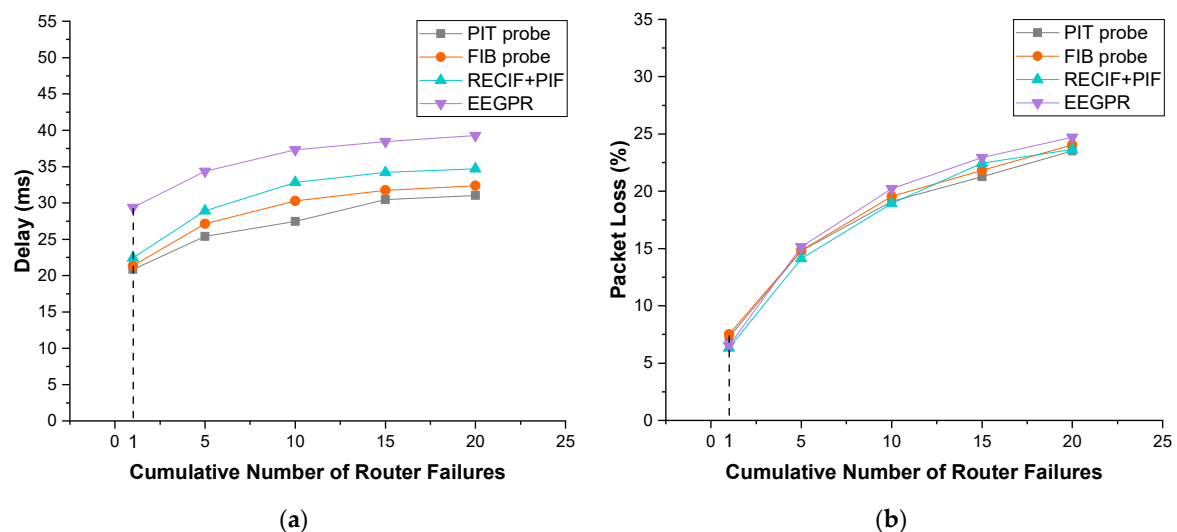 55
50
45
40
35
30
25
20
15
10
5
0
Delay (ms)
PIT probe
FIB probe
RECIF+PIF
EEGPR
0 1 5 10 15 20 25
Cumulative Number of Router Failures
(a)
35
30
25
20
15
10
5
0
Packet Loss (%)
PIT probe
FIB probe
RECIF+PIF
EEGPR
0 1 5 10 15 20 25
Cumulative Number of Router Failures
(b)